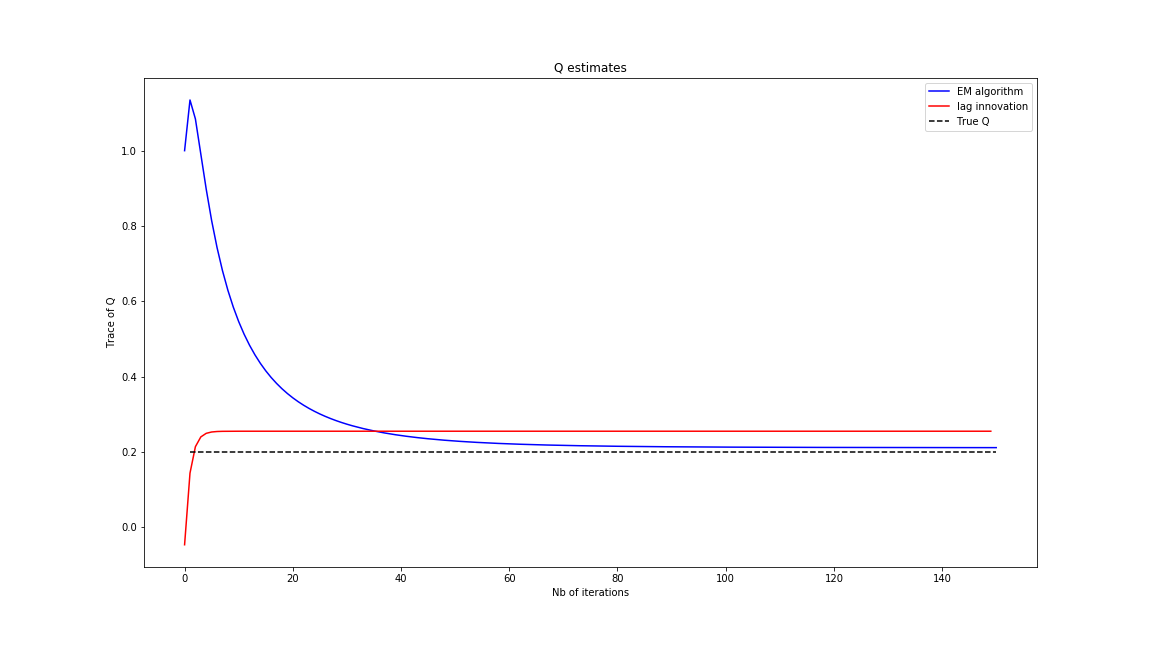 Q estimates
EM algorithm
lag innovation
True Q
Trace of Q
1.0
0.8
0.6
0.4
0.2
0.0
0 20 40 60 80 100 120 140
Nb of iterations